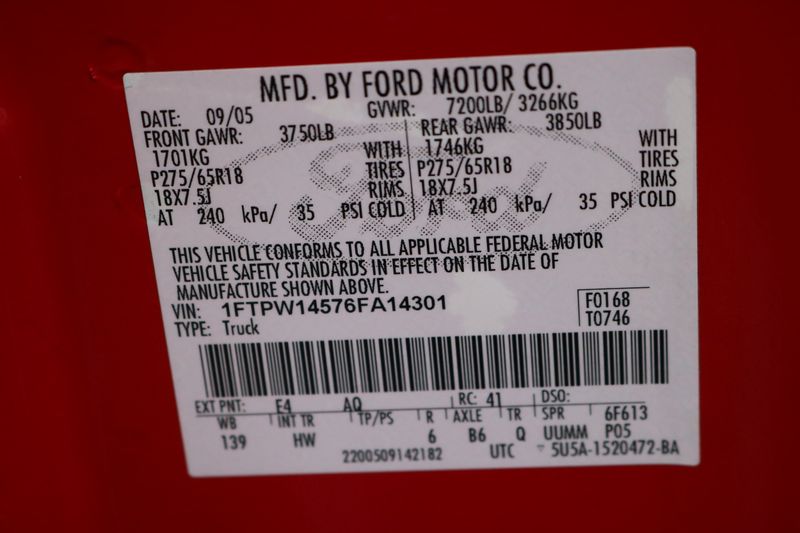 MFD. BY FORD MOTOR CO.
DATE: 09/05 GVWR: 7200LB/ 3266KG
FRONT GAWR: 3750LB REAR GAWR: 3850LB
1701KG WITH 1746KG WITH
P275/65R18 TIRES P275/65R18 TIRES
18X7.5J RIMS 18X7.5J RIMS
AT 240 kPa/ 35 PSI COLD AT 240 kPa/ 35 PSI COLD
Ford
THIS VEHICLE CONFORMS TO ALL APPLICABLE FEDERAL MOTOR
VEHICLE SAFETY STANDARDS IN EFFECT ON THE DATE OF
MANUFACTURE SHOWN ABOVE.
VIN: 1FTPW14576FA14301 F0168
TYPE: Truck T0746
EXT PNT: E4 AQ RC: 41 DSO:
WB INT TR TP/PS R AXLE TR SPR 6F613
139 HW 6 B6 Q UUMM P05
2200509142182 UTC 5U5A-1520472-BA